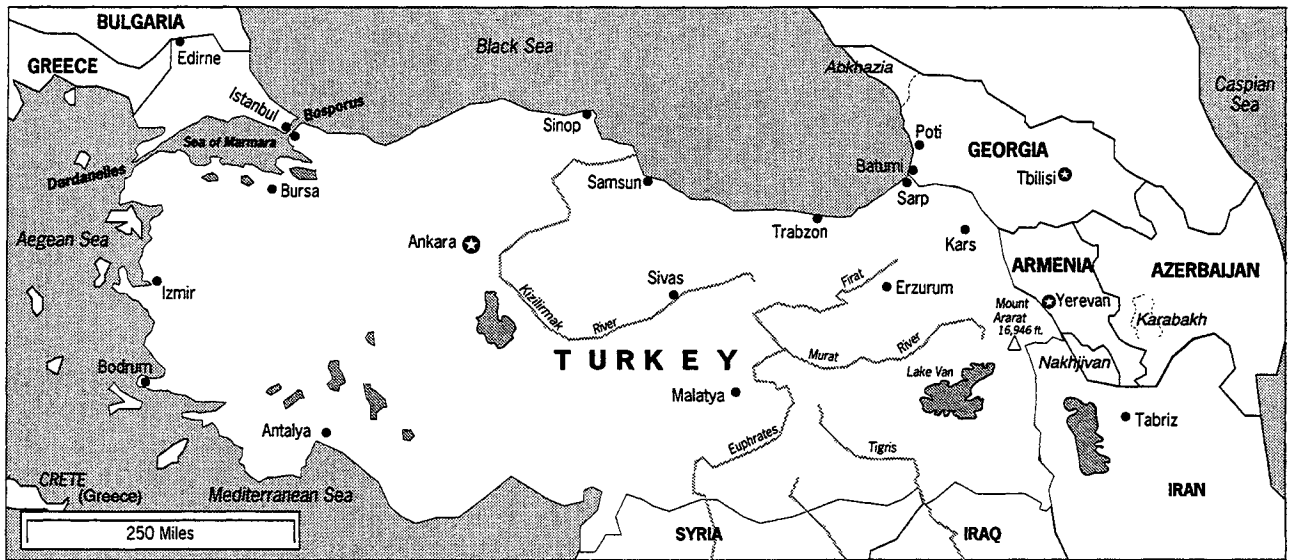 BULGARIA
Edirne
GREECE
Black Sea
Abkhazia
Caspian
Sea
Istanbul
Bosporus
Sea of Marmara
Dardanelles
Bursa
Sinop
Samsun
Poti
GEORGIA
Tbilisi
Batumi
Sarp
Trabzon
Kars
Aegean Sea
Ankara
Izmir
Kizilirmak
River
Sivas
Firat
Erzurum
ARMENIA
AZERBAIJAN
Mount
Ararat
16,946 ft.
Yerevan
Karabakh
TURKEY
Murat
River
Nakhijvan
Bodrum
Malatya
Lake Van
Antalya
Tabriz
Euphrates
Tigris
CRETE
(Greece)
Mediterranean Sea
IRAN
250 Miles
SYRIA
IRAQ